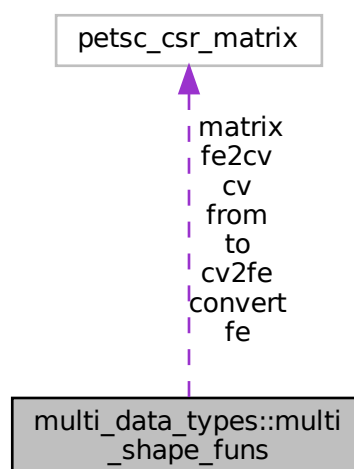 petsc_csr_matrix
matrix
fe2cv
cv
from
to
cv2fe
convert
fe
multi_data_types::multi
_shape_funs